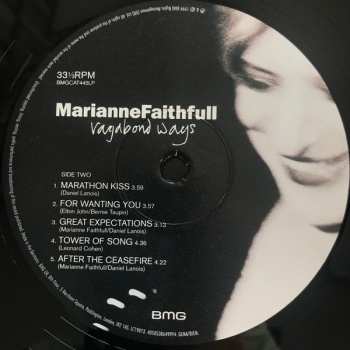 33⅓RPM
BMGCAT445LP
MarianneFaithfull
vagabond ways
SIDE TWO
1. MARATHON KISS 3.59
(Daniel Lanois)
2. FOR WANTING YOU 3.57
(Elton John/Bernie Taupin)
3. GREAT EXPECTATIONS 3.13
(Marianne Faithfull/Daniel Lanois)
4. TOWER OF SONG 4.36
(Leonard Cohen)
5. AFTER THE CEASEFIRE 4.22
(Marianne Faithfull/Daniel Lanois)
BMG